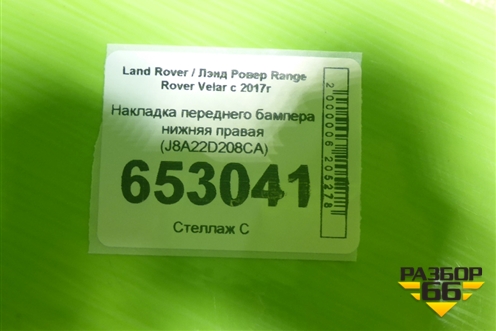 Land Rover / Лэнд Ровер Range
Rover Velar с 2017г
Накладка переднего бампера
нижняя правая
(J8A22D208CA)
653041
Стеллаж С
2000006205278
РАЗБОР
66